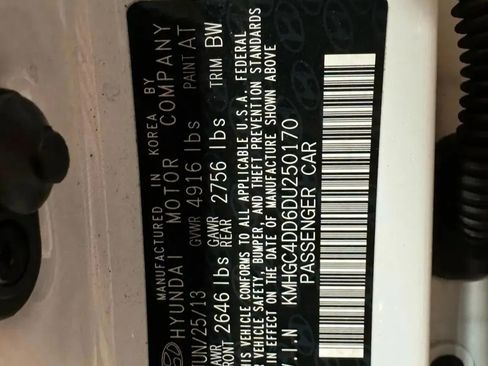 MANUFACTURED IN KOREA BY
HYUNDAI MOTOR COMPANY
JUN/25/13 GVWR 4916 lbs PAINT AT
GAWR FRONT 2646 lbs GAWR REAR 2756 lbs TRIM BW
THIS VEHICLE CONFORMS TO ALL APPLICABLE U.S.A. FEDERAL
VEHICLE SAFETY, BUMPER, AND THEFT PREVENTION STANDARDS
IN EFFECT ON THE DATE OF MANUFACTURE SHOWN ABOVE
V.I.N KMHGC4DD6DU250170
PASSENGER CAR